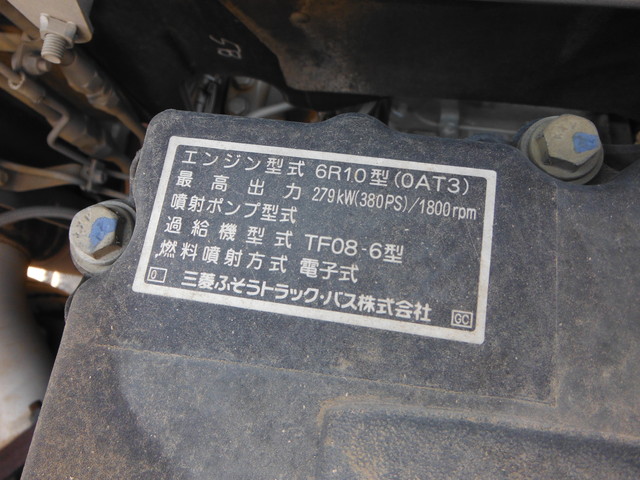 エンジン型式 6R10型(0AT3)
最高出力 279kW(380PS)/1800rpm
噴射ポンプ型式
過給機型式 TF08-6型
燃料噴射方式 電子式
0 三菱ふそうトラック・バス株式会社 GC